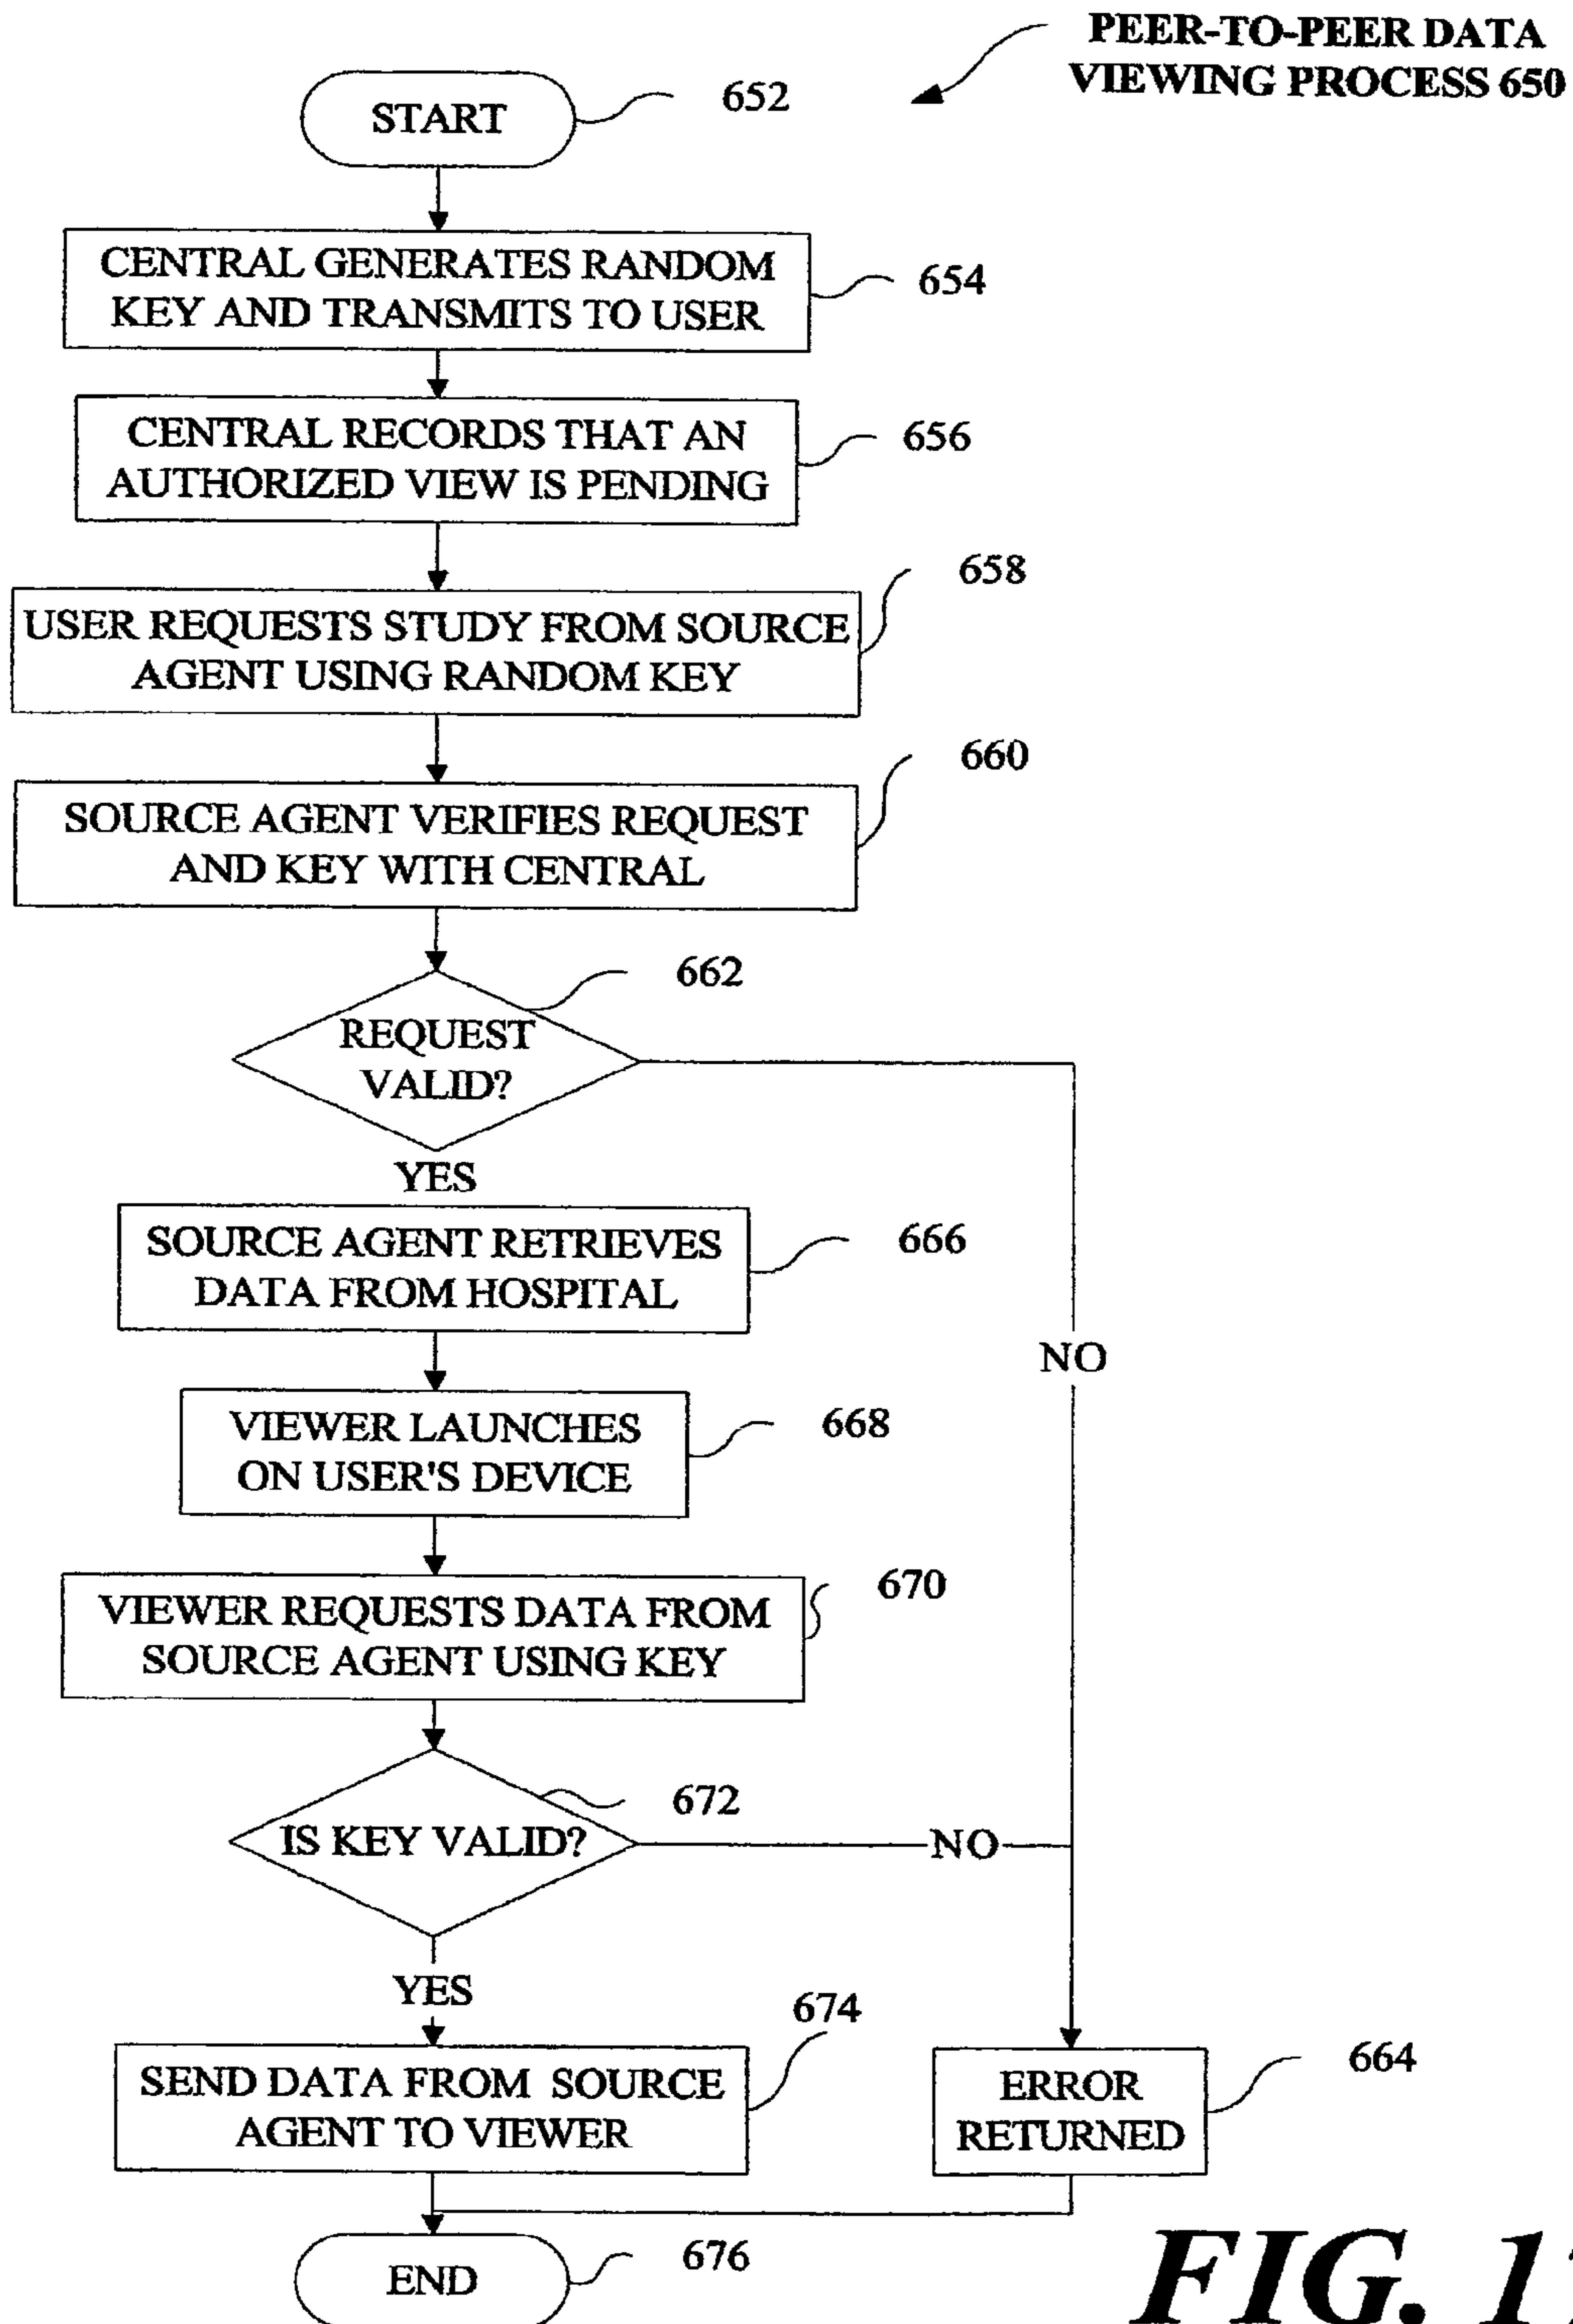 PEER-TO-PEER DATA
VIEWING PROCESS 650
START
652
CENTRAL GENERATES RANDOM
KEY AND TRANSMITS TO USER
654
CENTRAL RECORDS THAT AN
AUTHORIZED VIEW IS PENDING
656
USER REQUESTS STUDY FROM SOURCE
AGENT USING RANDOM KEY
658
SOURCE AGENT VERIFIES REQUEST
AND KEY WITH CENTRAL
660
REQUEST
VALID?
662
YES
NO
SOURCE AGENT RETRIEVES
DATA FROM HOSPITAL
666
VIEWER LAUNCHES
ON USER'S DEVICE
668
VIEWER REQUESTS DATA FROM
SOURCE AGENT USING KEY
670
IS KEY VALID?
672
NO
YES
SEND DATA FROM SOURCE
AGENT TO VIEWER
674
ERROR
RETURNED
664
END
676
FIG.